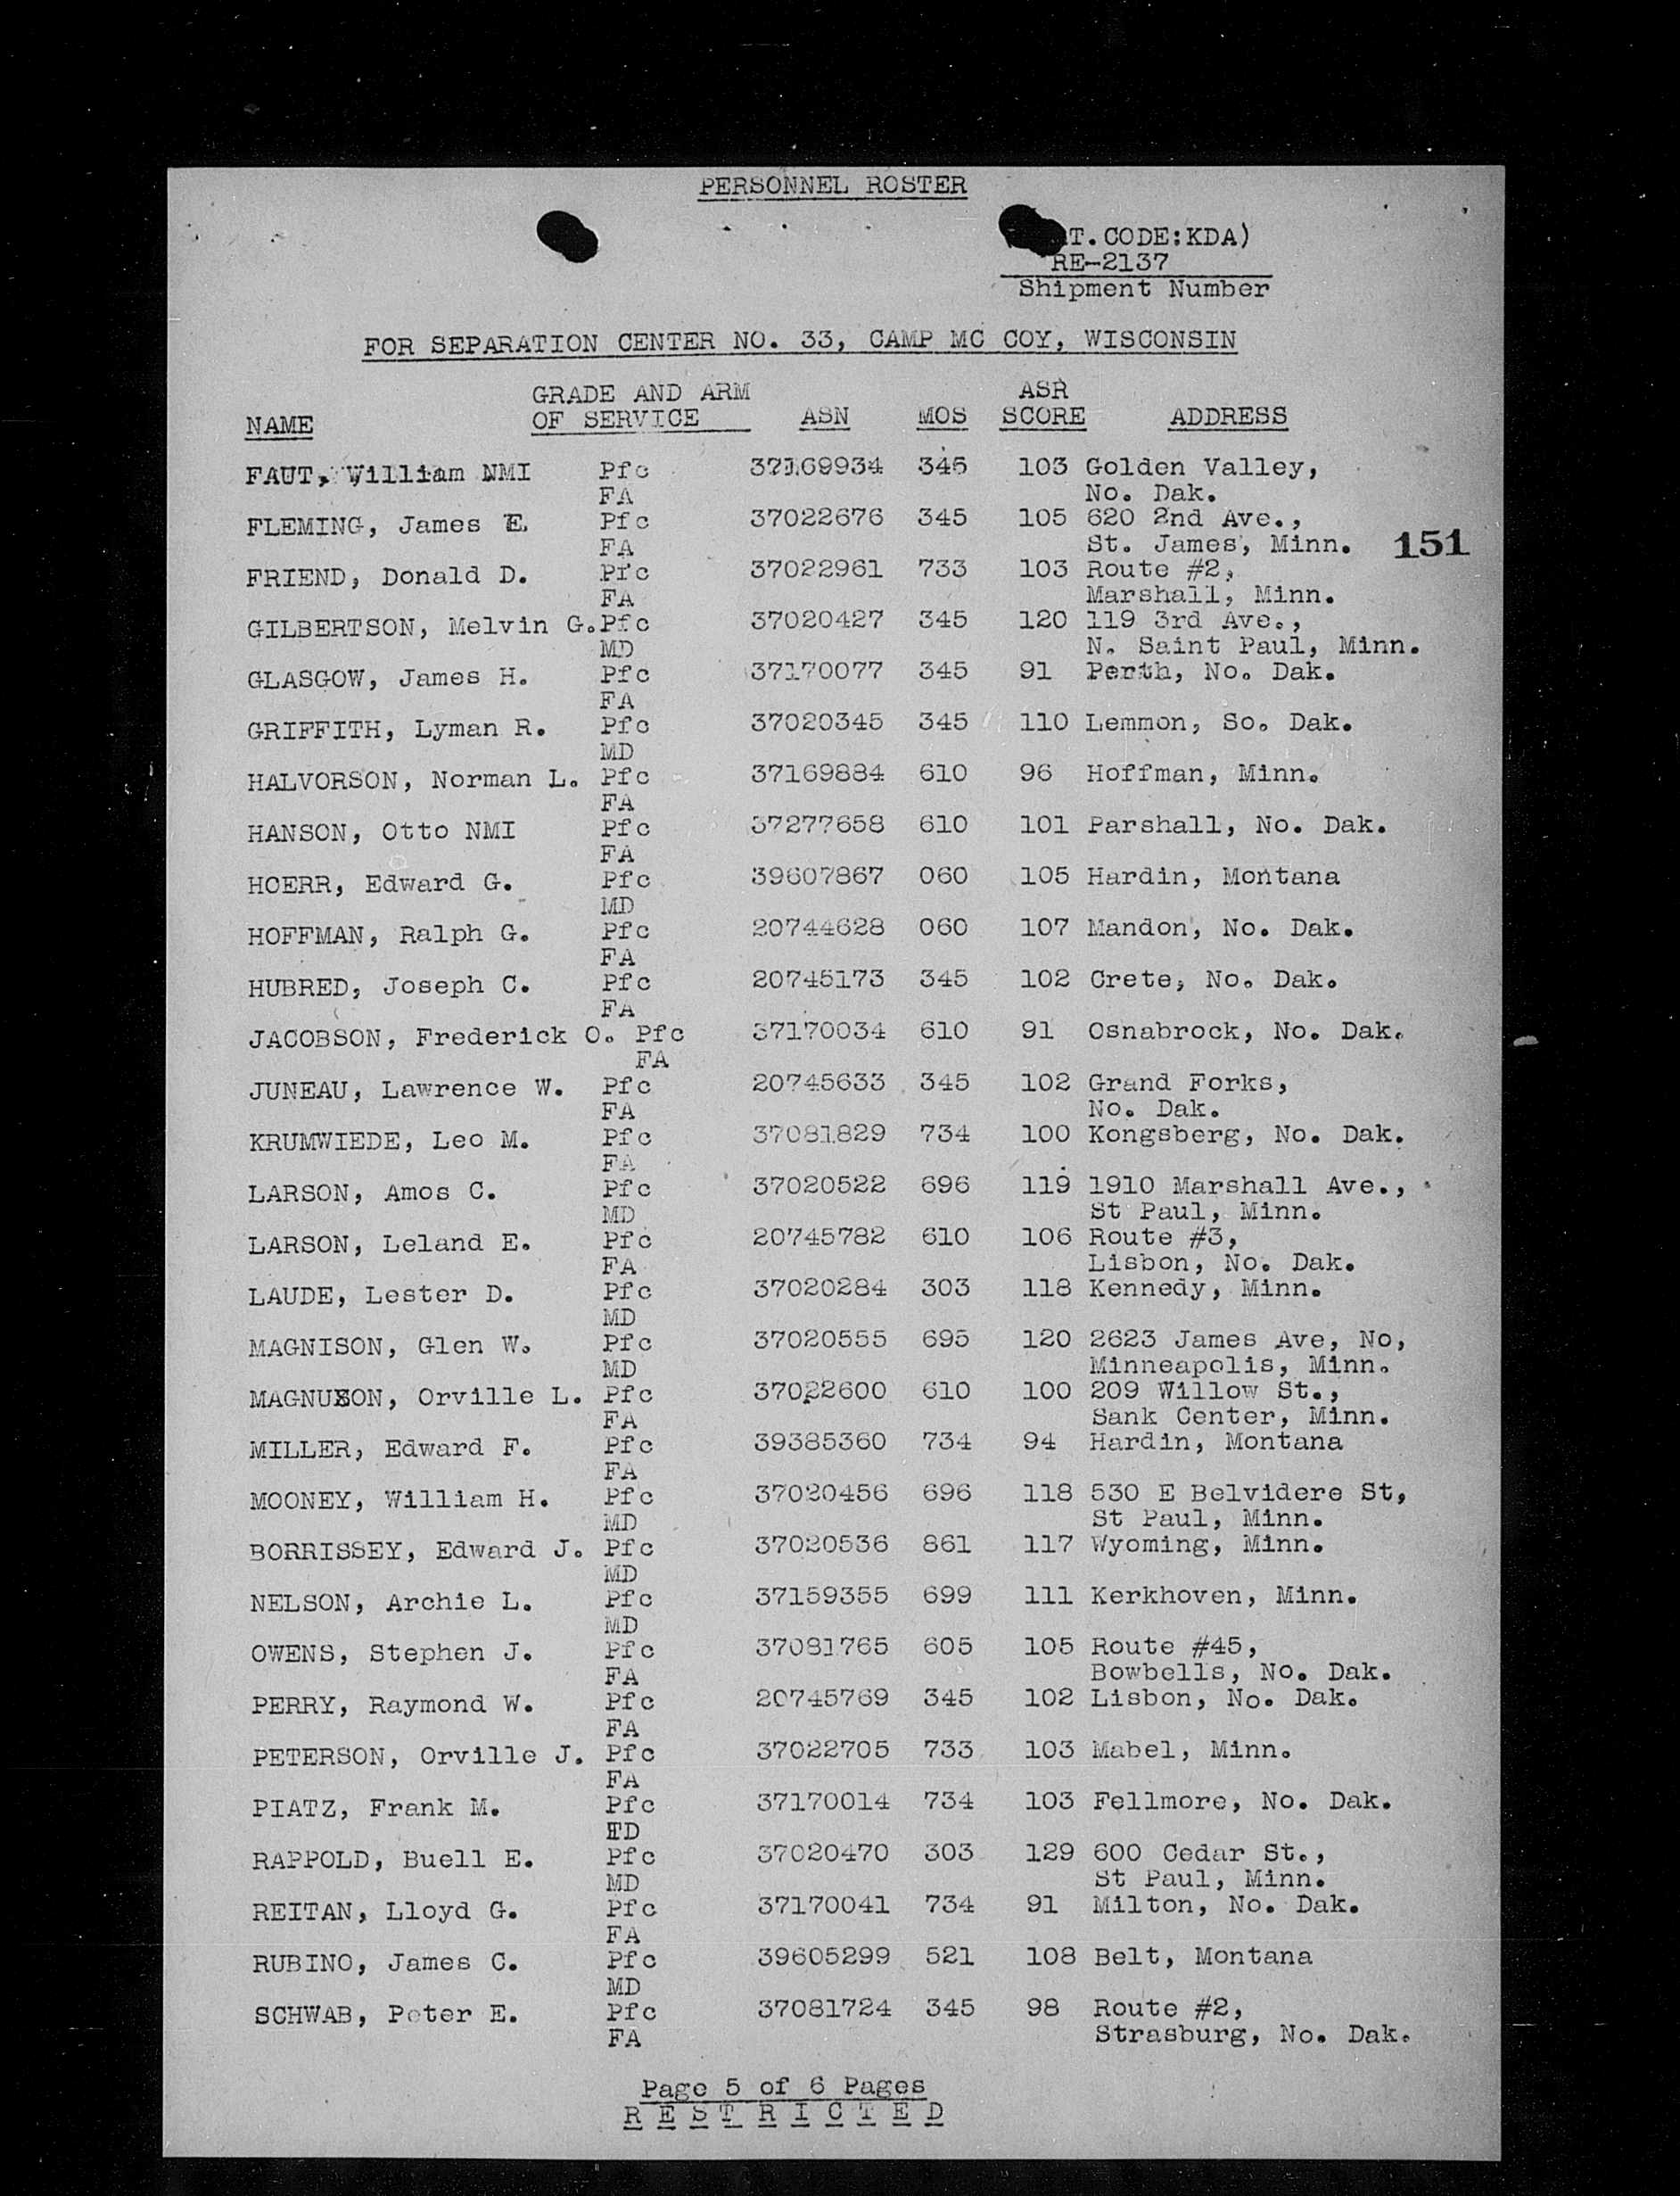 PERSONNEL ROSTER
T. CODE:KDA)
RE-2137
Shipment Number
FOR SEPARATION CENTER NO. 33, CAMP MC COY, WISCONSIN
GRADE AND ARM ASR
NAME OF SERVICE ASN MOS SCORE ADDRESS
FAUT, William NMI Pfc 37169934 345 103 Golden Valley,
FA No. Dak.
FLEMING, James E. Pfc 37022676 345 105 620 2nd Ave.,
FA St. James, Minn. 151
FRIEND, Donald D. Pfc 37022961 733 103 Route #2,
FA Marshall, Minn.
GILBERTSON, Melvin G. Pfc 37020427 345 120 119 3rd Ave.,
MD N. Saint Paul, Minn.
GLASGOW, James H. Pfc 37170077 345 91 Perth, No. Dak.
FA
GRIFFITH, Lyman R. Pfc 37020345 345 110 Lemmon, So. Dak.
MD
HALVORSON, Norman L. Pfc 37169884 610 96 Hoffman, Minn.
FA
HANSON, Otto NMI Pfc 37277658 610 101 Parshall, No. Dak.
FA
HOERR, Edward G. Pfc 39607867 060 105 Hardin, Montana
MD
HOFFMAN, Ralph G. Pfc 20744628 060 107 Mandon, No. Dak.
FA
HUBRED, Joseph C. Pfc 20745173 345 102 Crete, No. Dak.
FA
JACOBSON, Frederick O. Pfc 37170034 610 91 Osnabrock, No. Dak.
FA
JUNEAU, Lawrence W. Pfc 20745633 345 102 Grand Forks,
FA No. Dak.
KRUMWIEDE, Leo M. Pfc 37081829 734 100 Kongsberg, No. Dak.
FA
LARSON, Amos C. Pfc 37020522 696 119 1910 Marshall Ave.,
MD St Paul, Minn.
LARSON, Leland E. Pfc 20745782 610 106 Route #3,
FA Lisbon, No. Dak.
LAUDE, Lester D. Pfc 37020284 303 118 Kennedy, Minn.
MD
MAGNISON, Glen W. Pfc 37020555 695 120 2623 James Ave, No,
MD Minneapolis, Minn.
MAGNUSON, Orville L. Pfc 37022600 610 100 209 Willow St.,
FA Sank Center, Minn.
MILLER, Edward F. Pfc 39385360 734 94 Hardin, Montana
FA
MOONEY, William H. Pfc 37020456 696 118 530 E Belvidere St,
MD St Paul, Minn.
BORRISSEY, Edward J. Pfc 37020536 861 117 Wyoming, Minn.
MD
NELSON, Archie L. Pfc 37159355 699 111 Kerkhoven, Minn.
MD
OWENS, Stephen J. Pfc 37081765 605 105 Route #45,
FA Bowbells, No. Dak.
PERRY, Raymond W. Pfc 20745769 345 102 Lisbon, No. Dak.
FA
PETERSON, Orville J. Pfc 37022705 733 103 Mabel, Minn.
FA
PIATZ, Frank M. Pfc 37170014 734 103 Fellmore, No. Dak.
TD
RAPPOLD, Buell E. Pfc 37020470 303 129 600 Cedar St.,
MD St Paul, Minn.
REITAN, Lloyd G. Pfc 37170041 734 91 Milton, No. Dak.
FA
RUBINO, James C. Pfc 39605299 521 108 Belt, Montana
MD
SCHWAB, Peter E. Pfc 37081724 345 98 Route #2,
FA Strasburg, No. Dak.
Page 5 of 6 Pages
R E S T R I C T E D